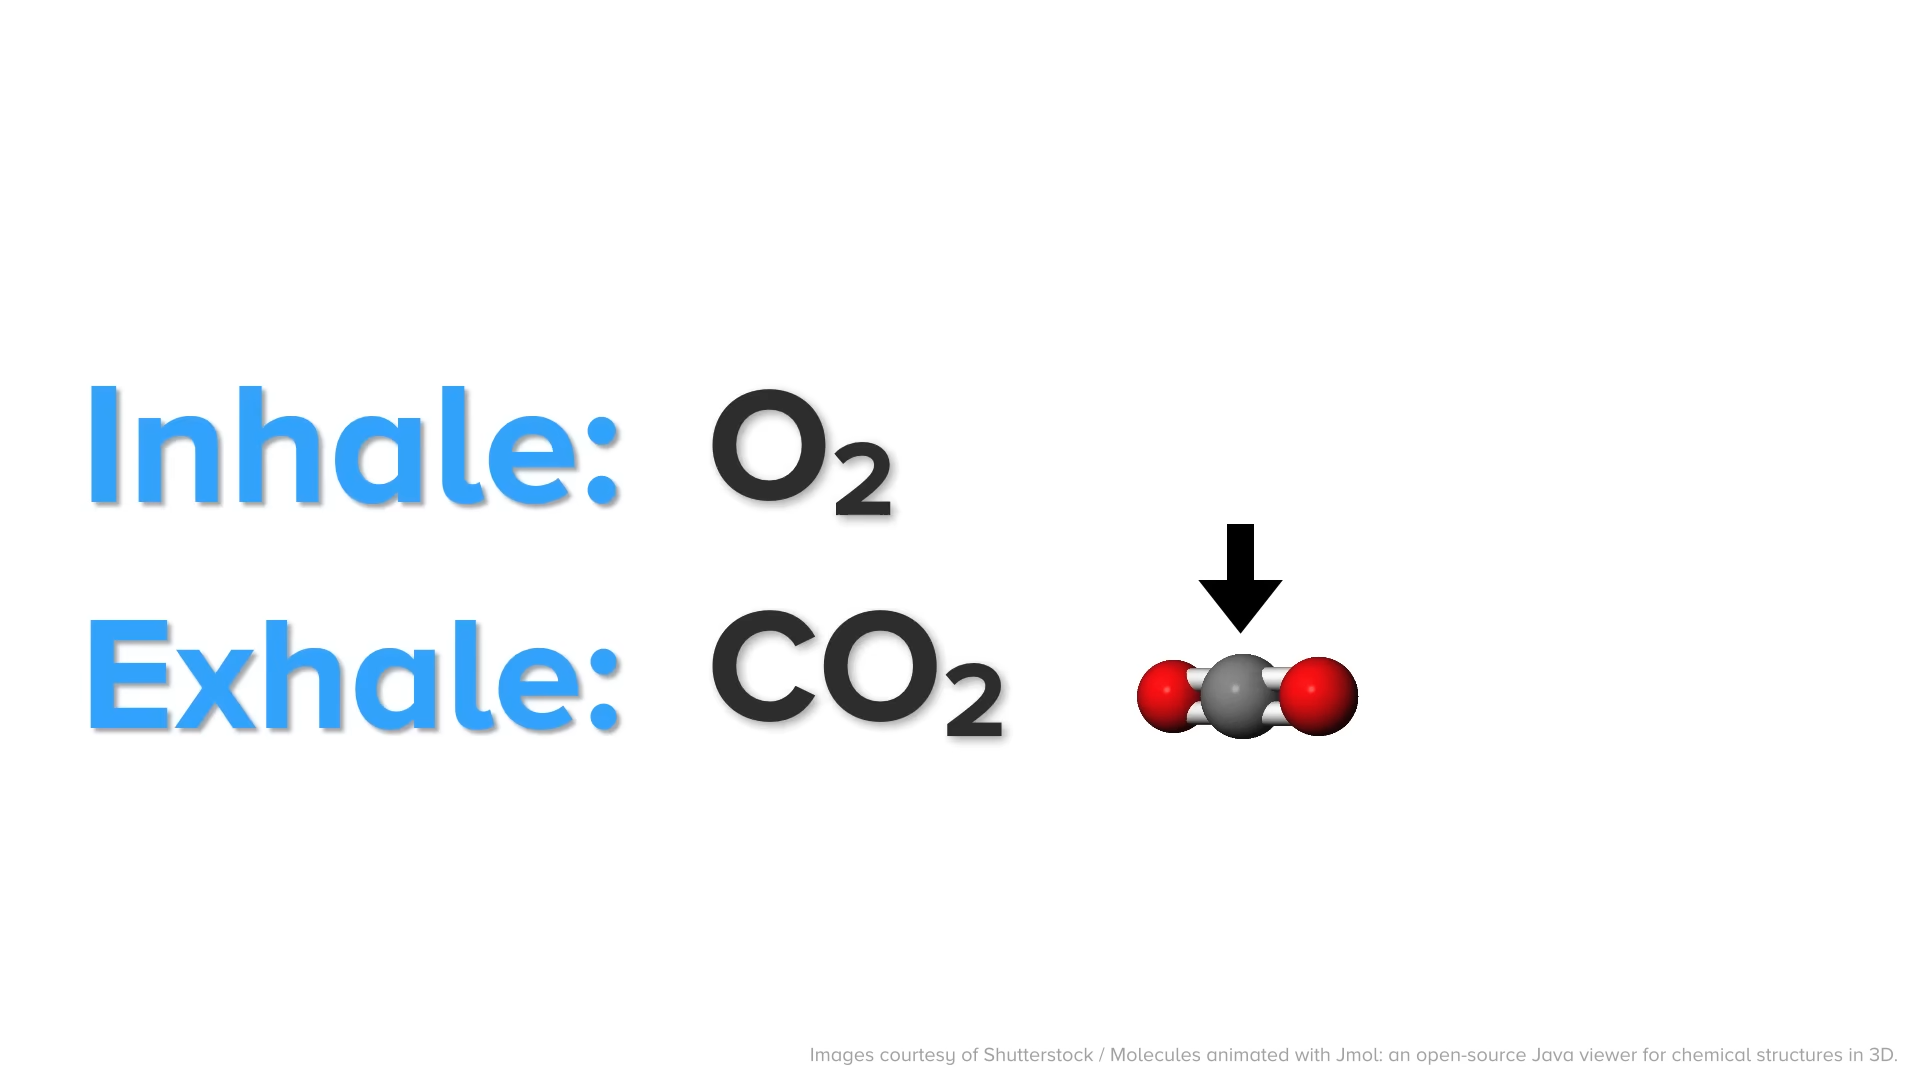 Inhale: O₂
Exhale: CO₂
Images courtesy of Shutterstock / Molecules animated with Jmol: an open-source Java viewer for chemical structures in 3D.